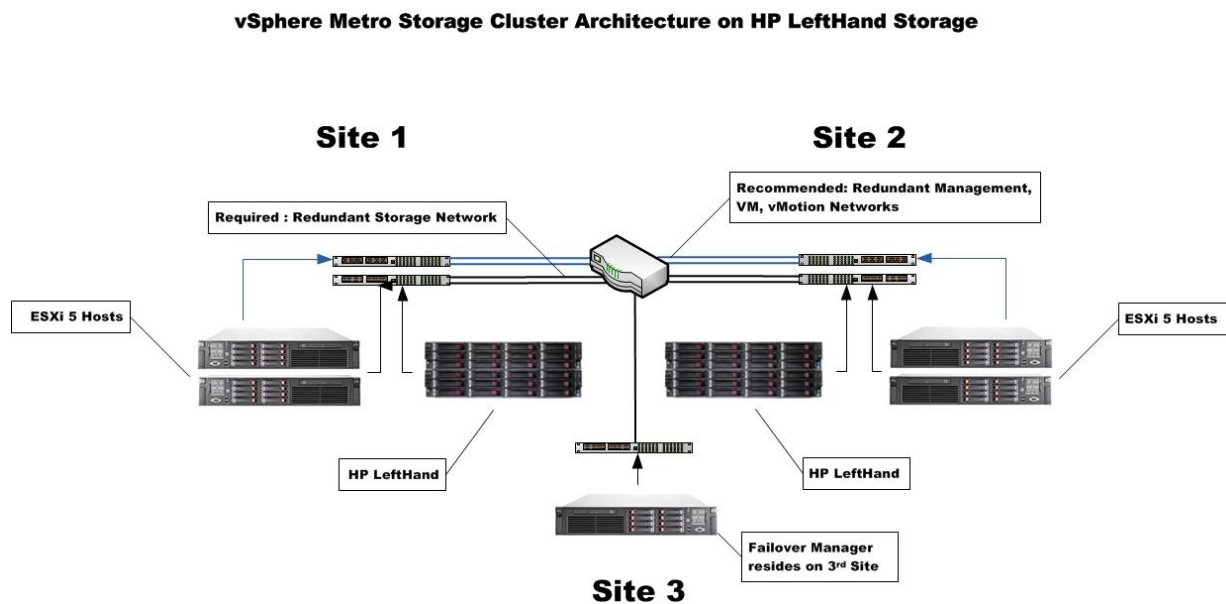 vSphere Metro Storage Cluster Architecture on HP LeftHand Storage
Site 1
Site 2
Required : Redundant Storage Network
Recommended: Redundant Management,
VM, vMotion Networks
ESXi 5 Hosts
ESXi 5 Hosts
HP LeftHand
HP LeftHand
Failover Manager
resides on 3rd Site
Site 3